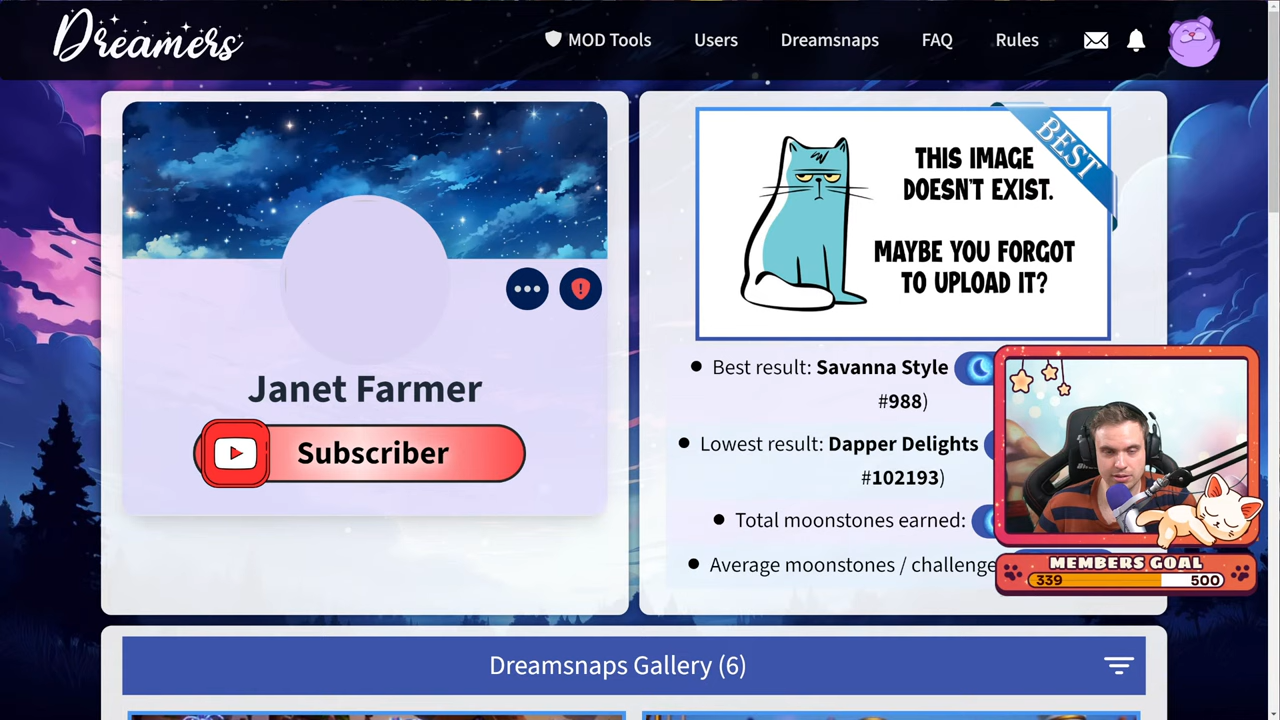 Dreamers
MOD Tools
Users
Dreamsnaps
FAQ
Rules
BEST
THIS IMAGE
DOESN'T EXIST.
MAYBE YOU FORGOT
TO UPLOAD IT?
Janet Farmer
Subscriber
Best result: Savanna Style
#988)
Lowest result: Dapper Delights
#102193)
Total moonstones earned:
Average moonstones / challenge
MEMBERS GOAL
339 500
Dreamsnaps Gallery (6)